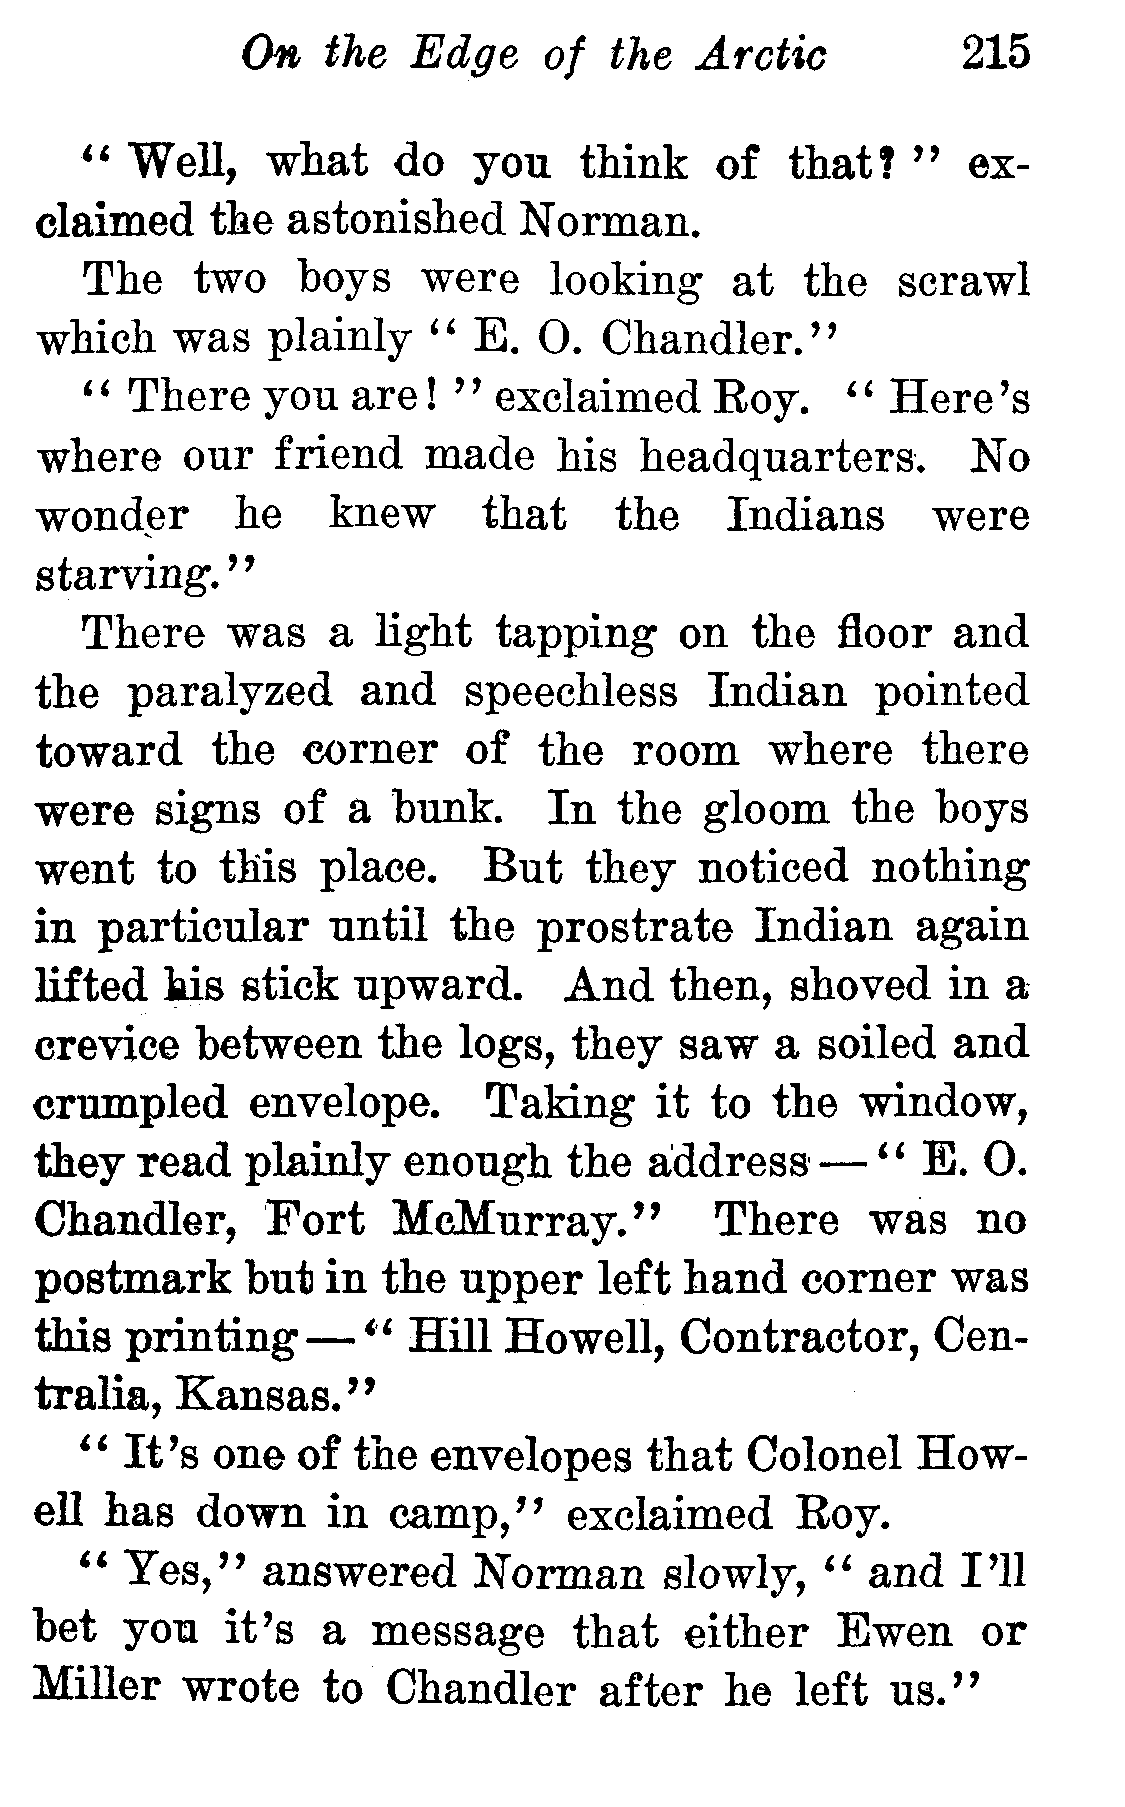 On the Edge of the Arctic 215
" Well, what do you think of that? " ex-
claimed the astonished Norman.
The two boys were looking at the scrawl
which was plainly " E. O. Chandler."
" There you are! " exclaimed Roy. " Here's
where our friend made his headquarters. No
wonder he knew that the Indians were
starving."
There was a light tapping on the floor and
the paralyzed and speechless Indian pointed
toward the corner of the room where there
were signs of a bunk. In the gloom the boys
went to this place. But they noticed nothing
in particular until the prostrate Indian again
lifted his stick upward. And then, shoved in a
crevice between the logs, they saw a soiled and
crumpled envelope. Taking it to the window,
they read plainly enough the address—" E. O.
Chandler, Fort McMurray." There was no
postmark but in the upper left hand corner was
this printing—" Hill Howell, Contractor, Cen-
tralia, Kansas."
" It's one of the envelopes that Colonel How-
ell has down in camp," exclaimed Roy.
" Yes," answered Norman slowly, " and I'll
bet you it's a message that either Ewen or
Miller wrote to Chandler after he left us."